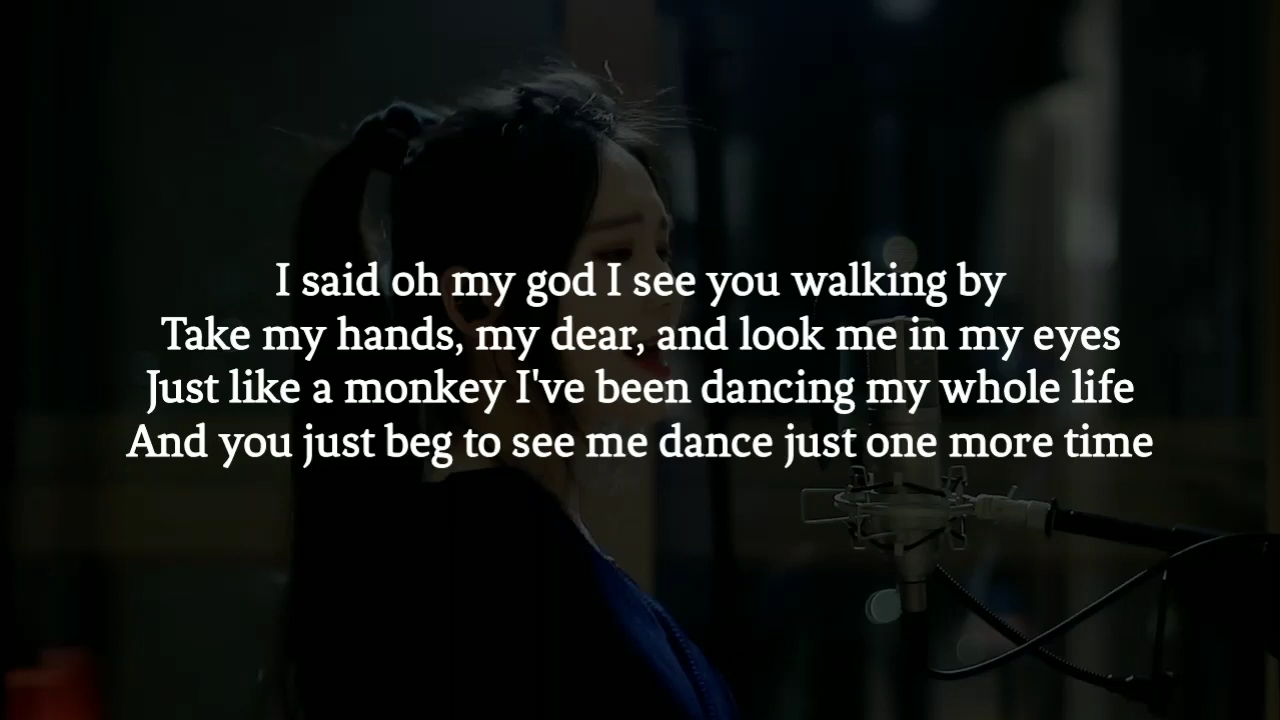 I said oh my god I see you walking by
Take my hands, my dear, and look me in my eyes
Just like a monkey I've been dancing my whole life
And you just beg to see me dance just one more time